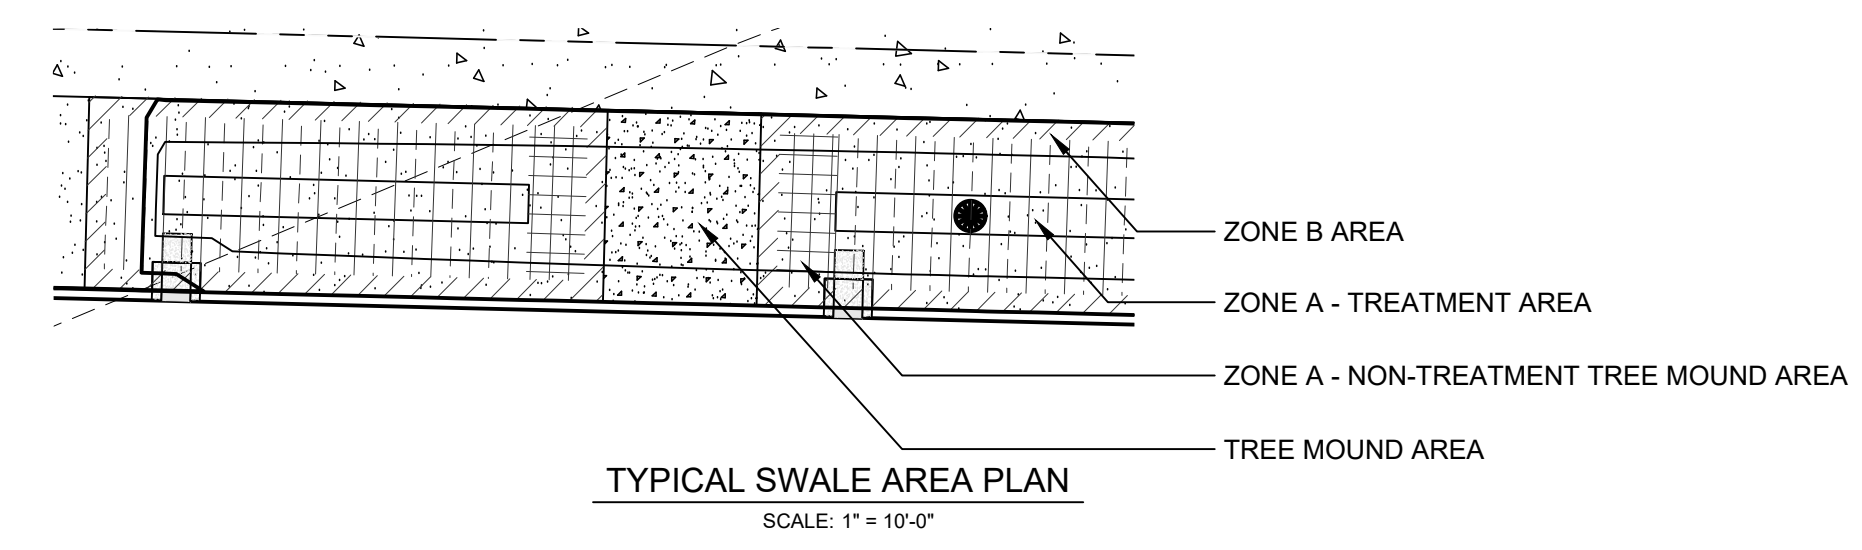 ZONE B AREA
ZONE A - TREATMENT AREA
ZONE A - NON-TREATMENT TREE MOUND AREA
TREE MOUND AREA
TYPICAL SWALE AREA PLAN
SCALE: 1" = 10'-0"